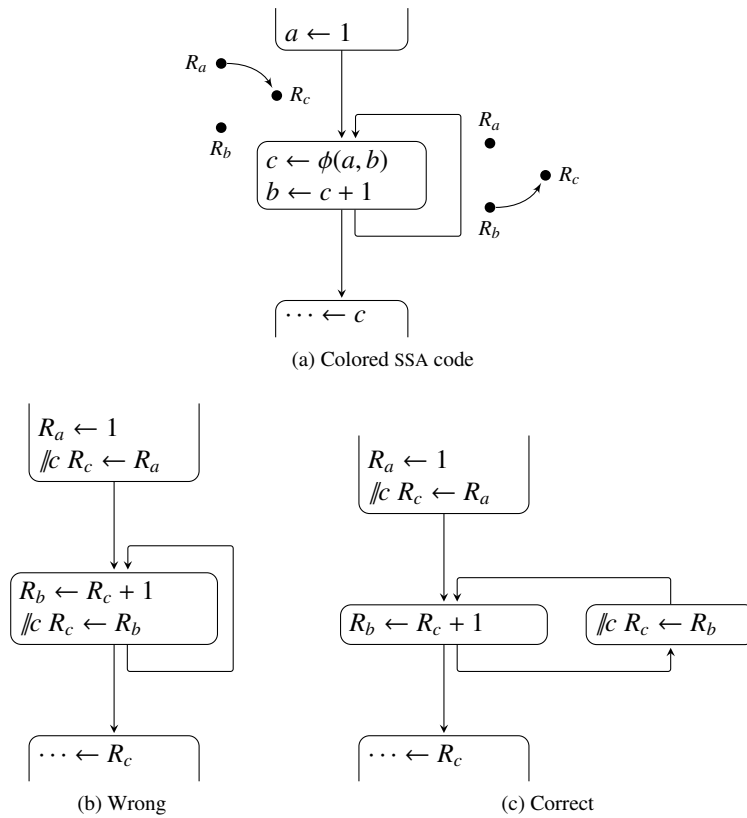 a ← 1
R_a
R_c
R_b
c ← ϕ(a, b)
b ← c + 1
R_a
R_c
R_b
··· ← c
(a) Colored SSA code
R_a ← 1
//c R_c ← R_a
R_b ← R_c + 1
//c R_c ← R_b
··· ← R_c
(b) Wrong
R_a ← 1
//c R_c ← R_a
R_b ← R_c + 1
//c R_c ← R_b
··· ← R_c
(c) Correct